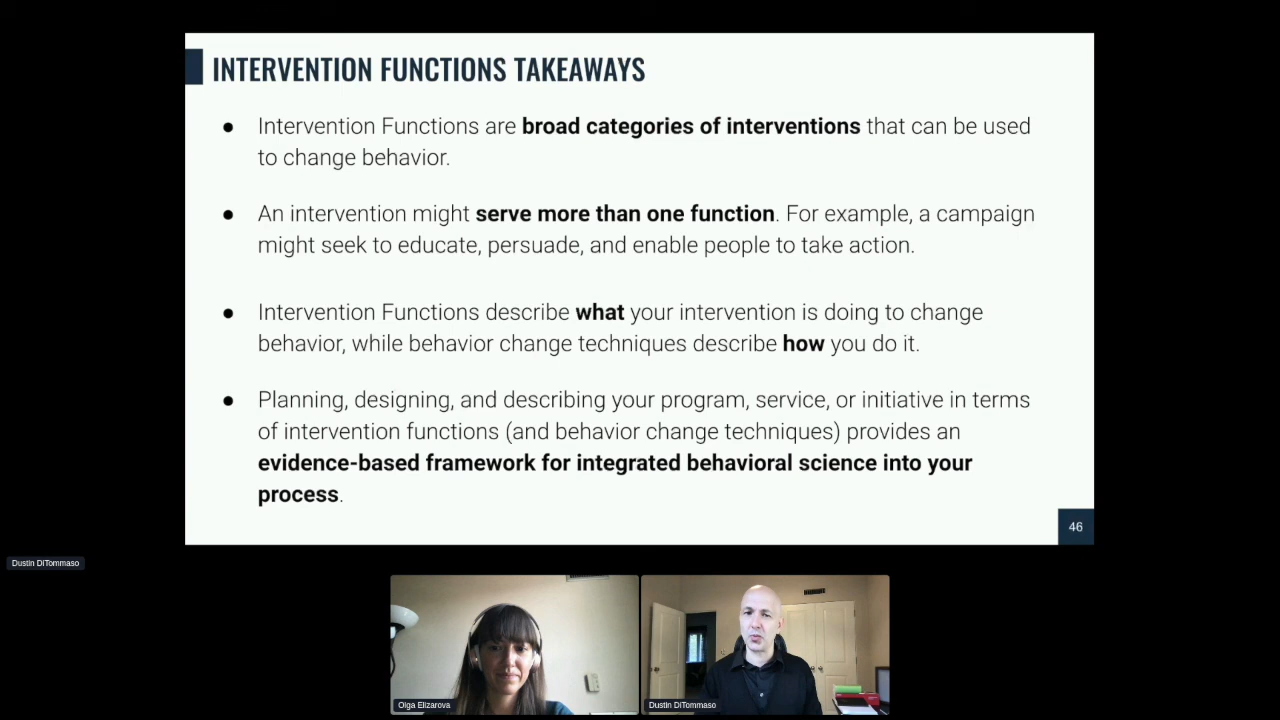 INTERVENTION FUNCTIONS TAKEAWAYS
● Intervention Functions are broad categories of interventions that can be used
to change behavior.
● An intervention might serve more than one function. For example, a campaign
might seek to educate, persuade, and enable people to take action.
● Intervention Functions describe what your intervention is doing to change
behavior, while behavior change techniques describe how you do it.
● Planning, designing, and describing your program, service, or initiative in terms
of intervention functions (and behavior change techniques) provides an
evidence-based framework for integrated behavioral science into your
process.
46
Dustin DiTommaso
Olga Elizarova
Dustin DiTommaso